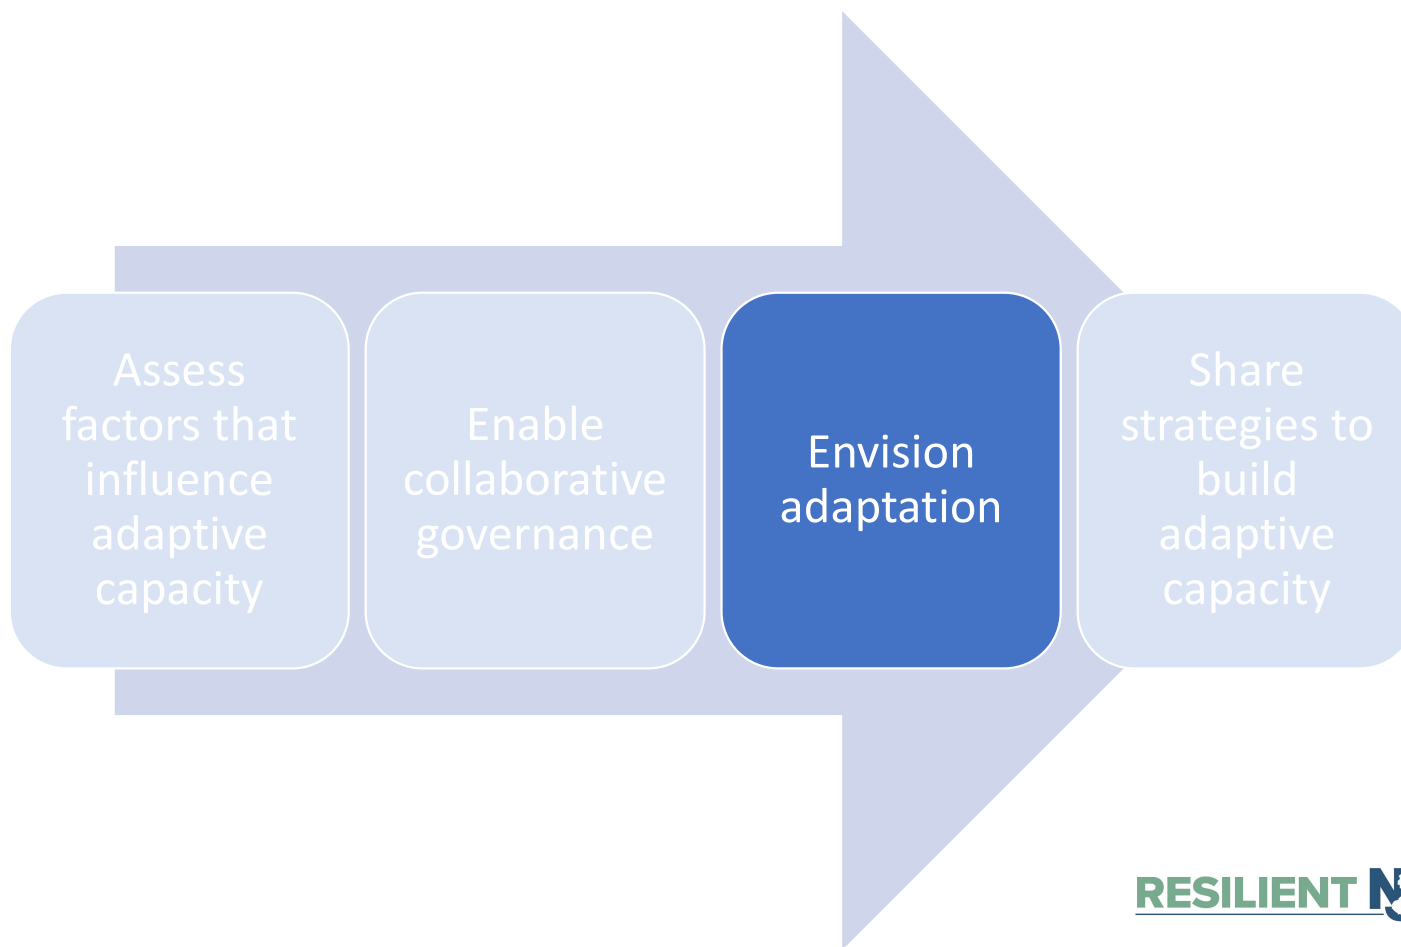 Assess
factors that
influence
adaptive
capacity
Enable
collaborative
governance
Envision
adaptation
Share
strategies to
build
adaptive
capacity
RESILIENT